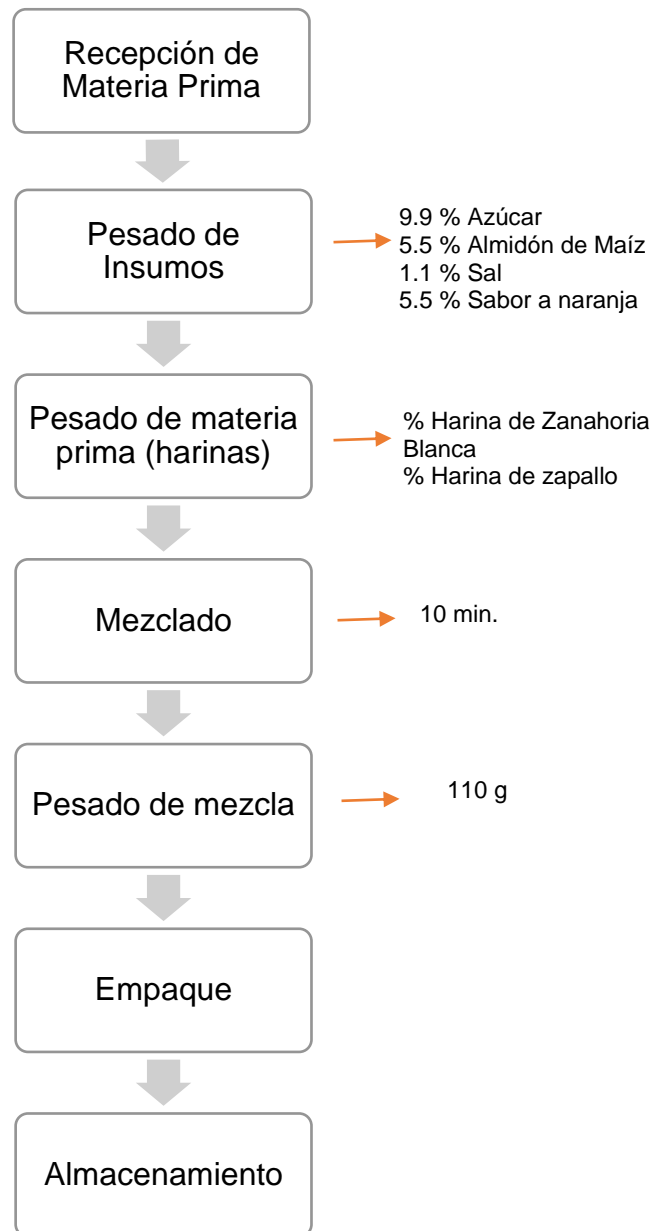 Recepción de
Materia Prima
Pesado de
Insumos
9.9 % Azúcar
5.5 % Almidón de Maíz
1.1 % Sal
5.5 % Sabor a naranja
Pesado de materia
prima (harinas)
% Harina de Zanahoria
Blanca
% Harina de zapallo
Mezclado
10 min.
Pesado de mezcla
110 g
Empaque
Almacenamiento